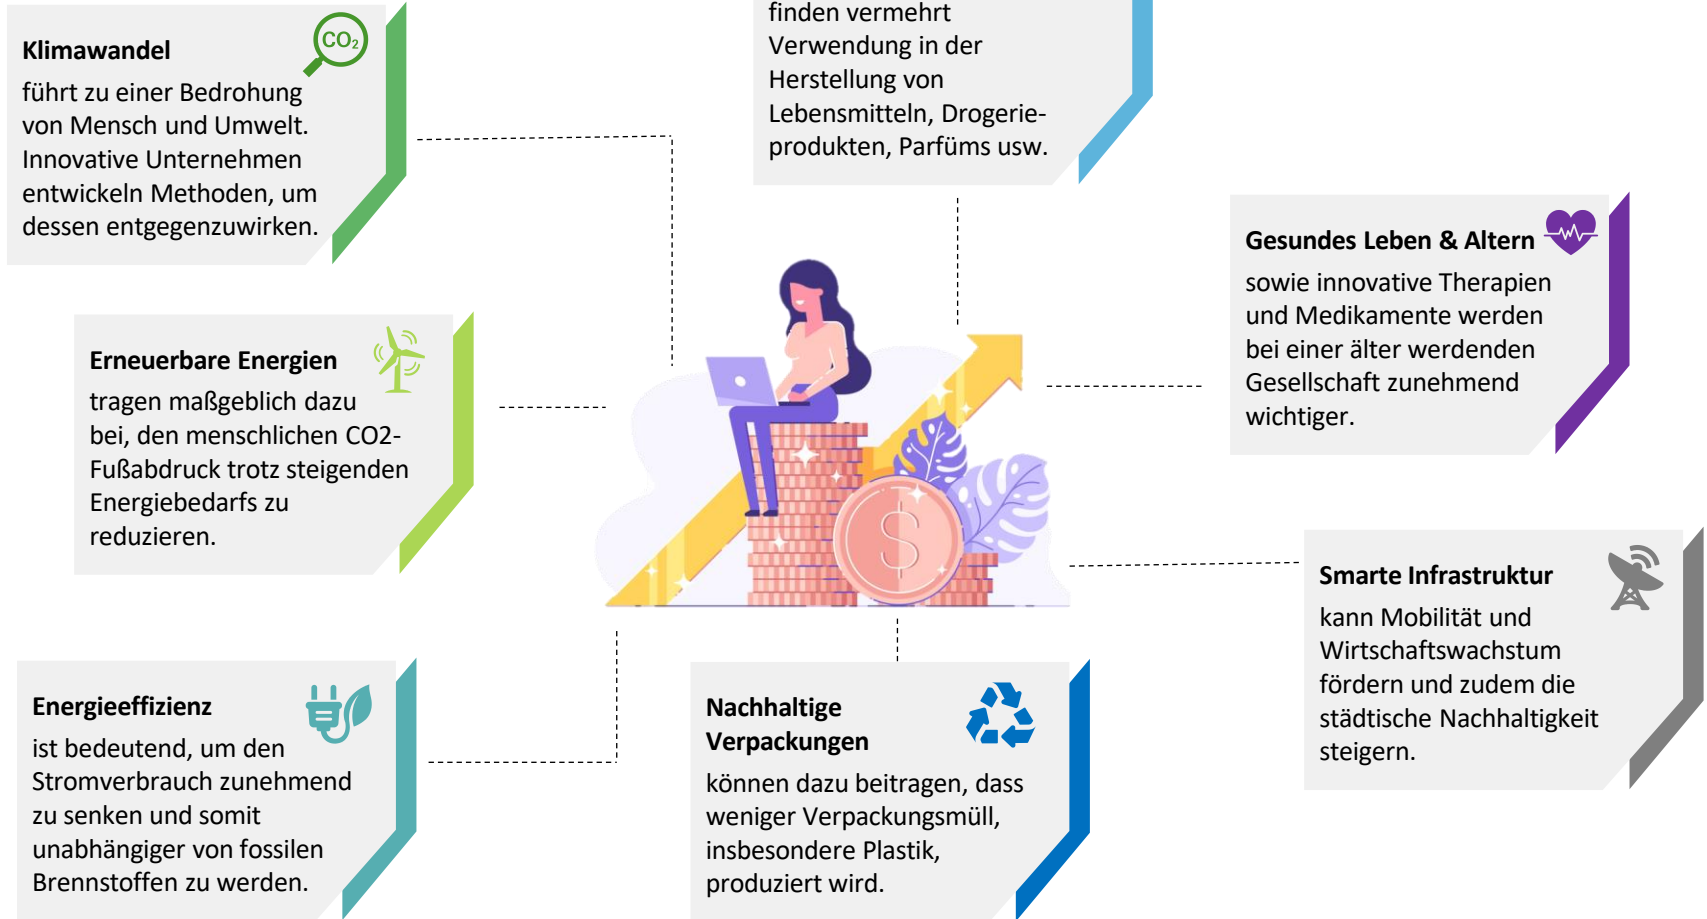 Klimawandel
CO₂
führt zu einer Bedrohung
von Mensch und Umwelt.
Innovative Unternehmen
entwickeln Methoden, um
dessen entgegenzuwirken.
finden vermehrt
Verwendung in der
Herstellung von
Lebensmitteln, Drogerie-
produkten, Parfüms usw.
Gesundes Leben & Altern
sowie innovative Therapien
und Medikamente werden
bei einer älter werdenden
Gesellschaft zunehmend
wichtiger.
Erneuerbare Energien
tragen maßgeblich dazu
bei, den menschlichen CO2-
Fußabdruck trotz steigenden
Energiebedarfs zu
reduzieren.
$
Smarte Infrastruktur
kann Mobilität und
Wirtschaftswachstum
fördern und zudem die
städtische Nachhaltigkeit
steigern.
Energieeffizienz
ist bedeutend, um den
Stromverbrauch zunehmend
zu senken und somit
unabhängiger von fossilen
Brennstoffen zu werden.
Nachhaltige
Verpackungen
können dazu beitragen, dass
weniger Verpackungsmüll,
insbesondere Plastik,
produziert wird.